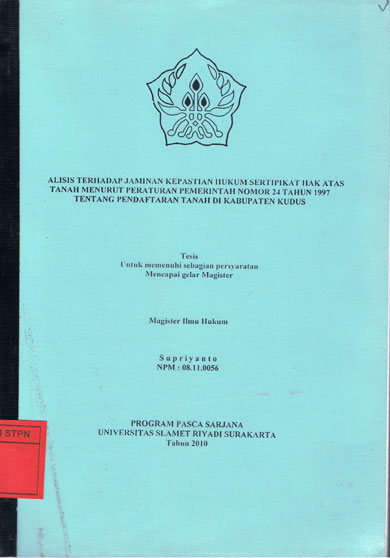 ALISIS TERHADAP JAMINAN KEPASTIAN HUKUM SERTIPIKAT HAK ATAS
TANAH MENURUT PERATURAN PEMERINTAH NOMOR 24 TAHUN 1997
TENTANG PENDAFTARAN TANAH DI KABUPATEN KUDUS
Tesis
Untuk memenuhi sebagian persyaratan
Mencapai gelar Magister
Magister Ilmu Hukum
Supriyanto
NPM : 08.11.0056
PROGRAM PASCA SARJANA
UNIVERSITAS SLAMET RIYADI SURAKARTA
Tahun 2010
STPN